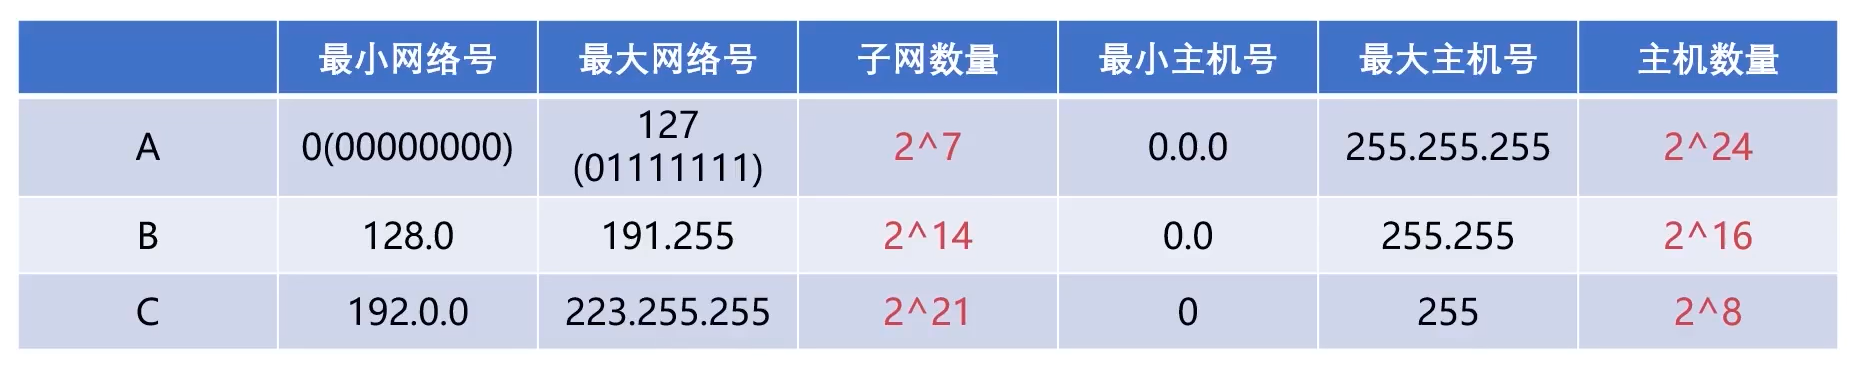 最小网络号 最大网络号 子网数量 最小主机号 最大主机号 主机数量
A 0(00000000) 127 (01111111) 2^7 0.0.0 255.255.255 2^24
B 128.0 191.255 2^14 0.0 255.255 2^16
C 192.0.0 223.255.255 2^21 0 255 2^8